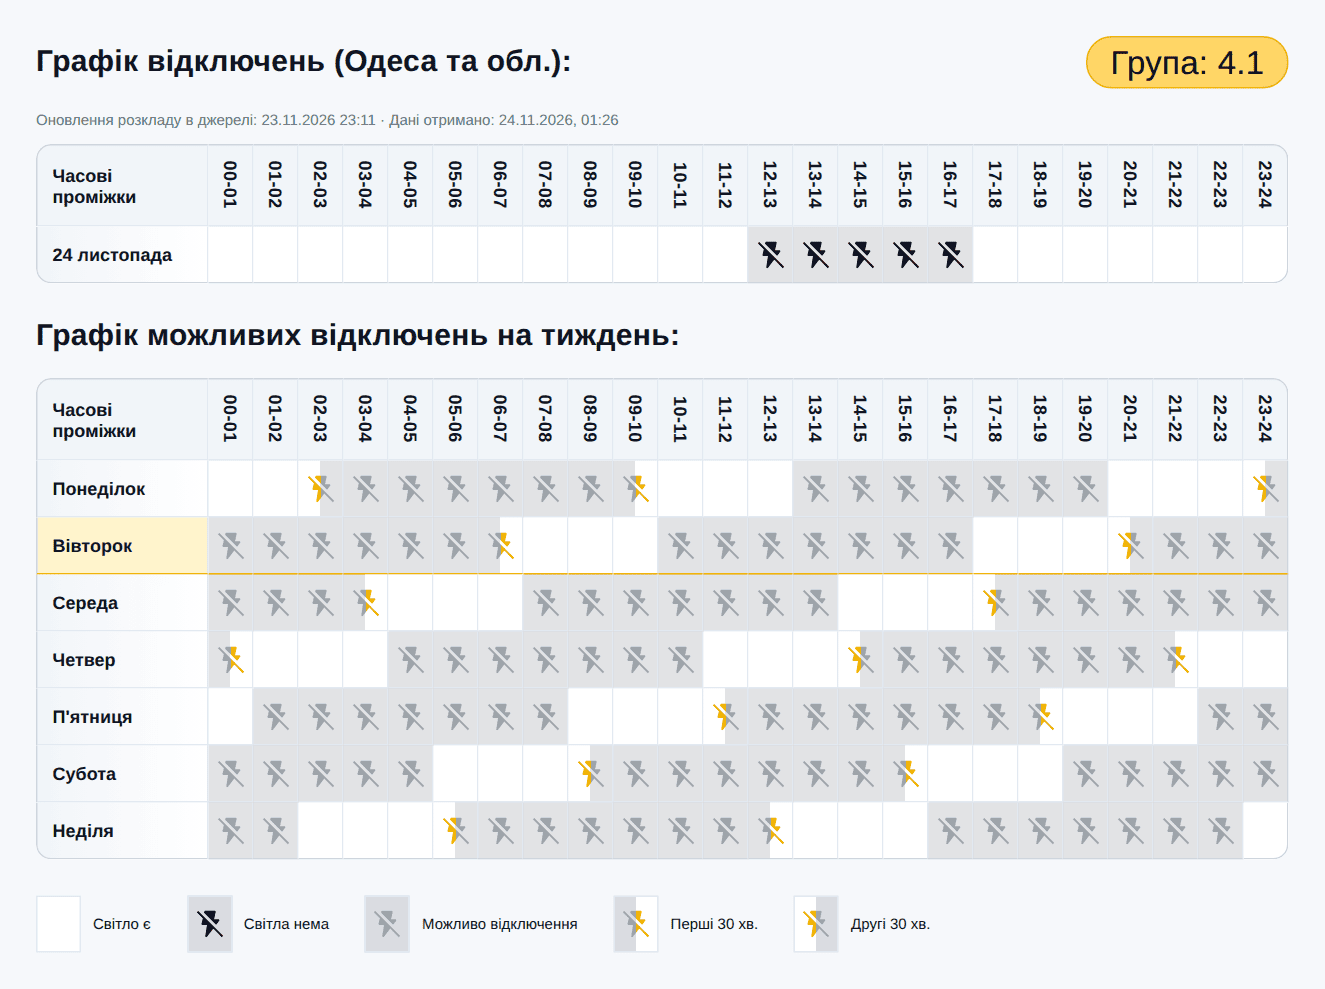 Графік відключень (Одеса та обл.):
Група: 4.1
Оновлення розкладу в джерелі: 23.11.2026 23:11 · Дані отримано: 24.11.2026, 01:26
Часові проміжки 00-01 01-02 02-03 03-04 04-05 05-06 06-07 07-08 08-09 09-10 10-11 11-12 12-13 13-14 14-15 15-16 16-17 17-18 18-19 19-20 20-21 21-22 22-23 23-24
24 листопада
Графік можливих відключень на тиждень:
Часові проміжки 00-01 01-02 02-03 03-04 04-05 05-06 06-07 07-08 08-09 09-10 10-11 11-12 12-13 13-14 14-15 15-16 16-17 17-18 18-19 19-20 20-21 21-22 22-23 23-24
Понеділок
Вівторок
Середа
Четвер
П'ятниця
Субота
Неділя
Світло є Світла нема Можливо відключення Перші 30 хв. Другі 30 хв.